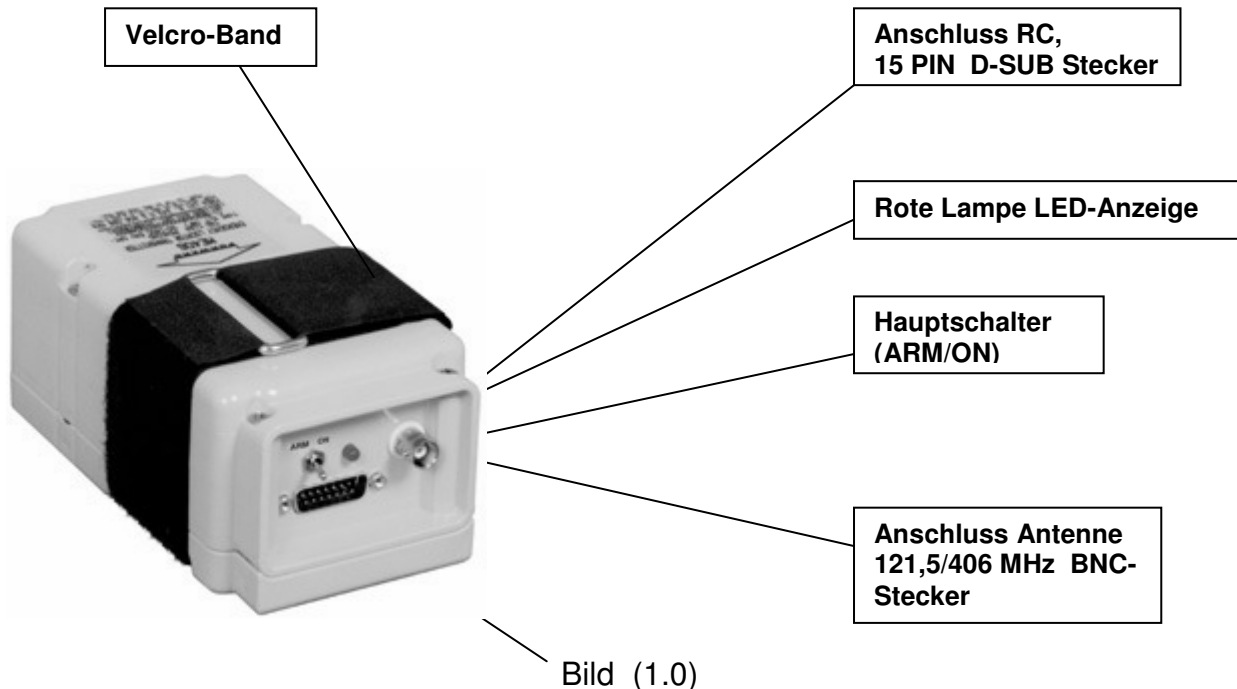 Velcro-Band
Anschluss RC,
15 PIN D-SUB Stecker
Rote Lampe LED-Anzeige
Hauptschalter
(ARM/ON)
Anschluss Antenne
121,5/406 MHz BNC-
Stecker
ARM ON
Bild (1.0)